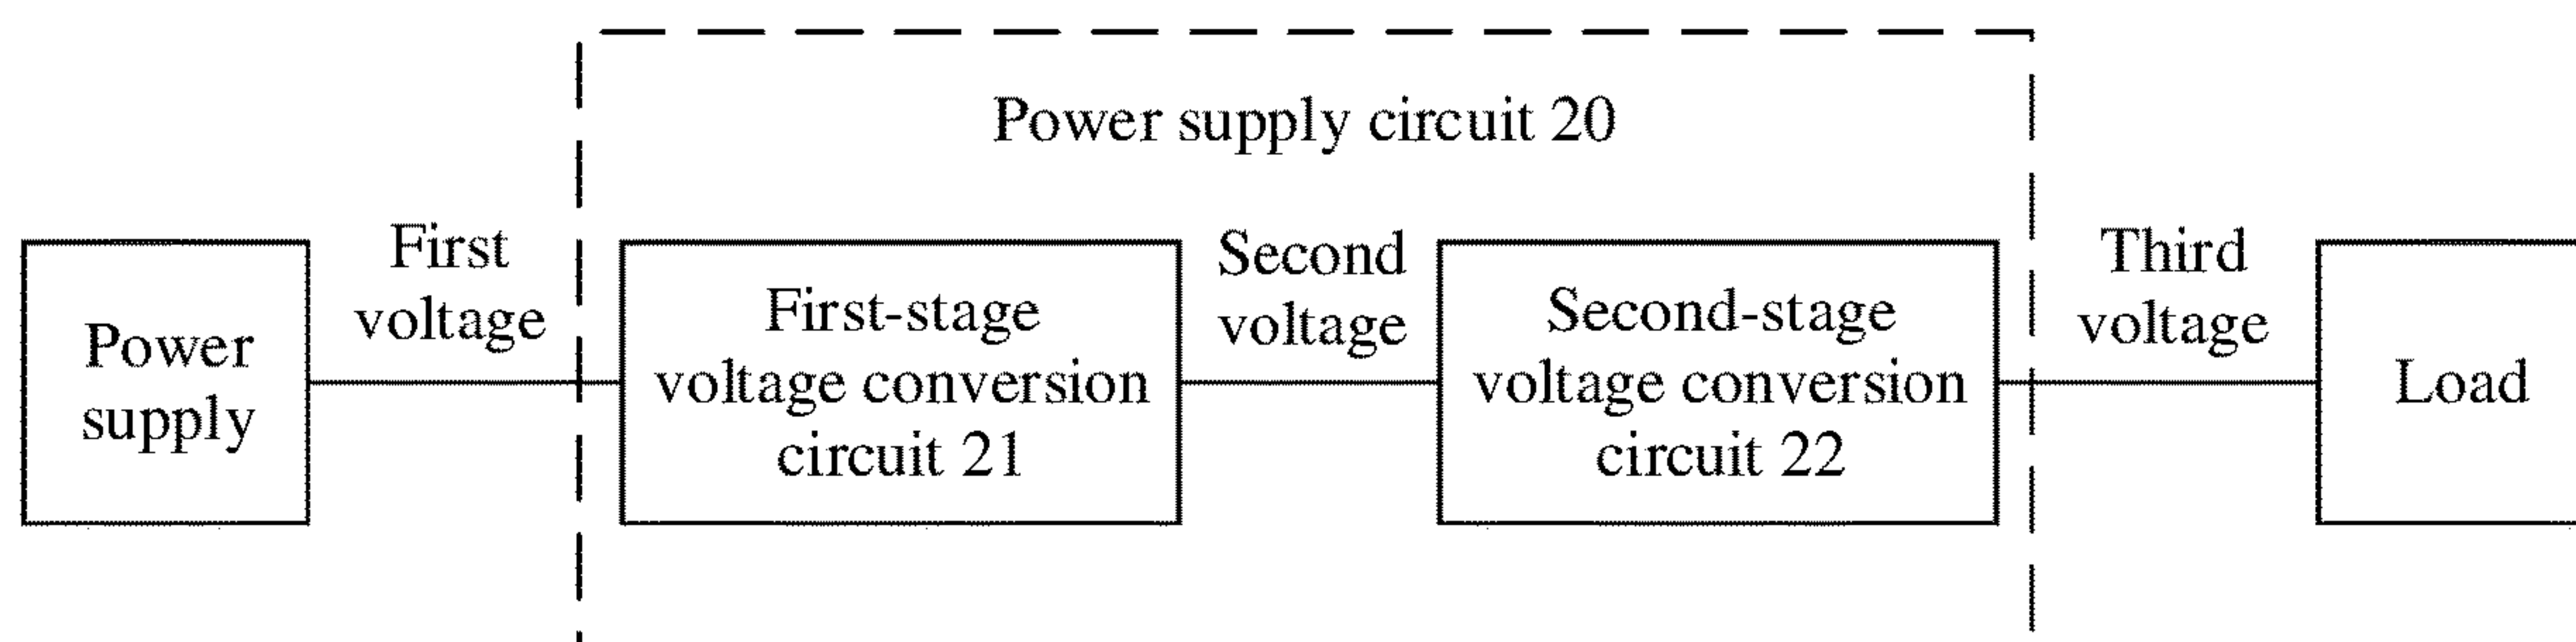 Power supply circuit 20
Power
supply
First
voltage
First-stage
voltage conversion
circuit 21
Second
voltage
Second-stage
voltage conversion
circuit 22
Third
voltage
Load